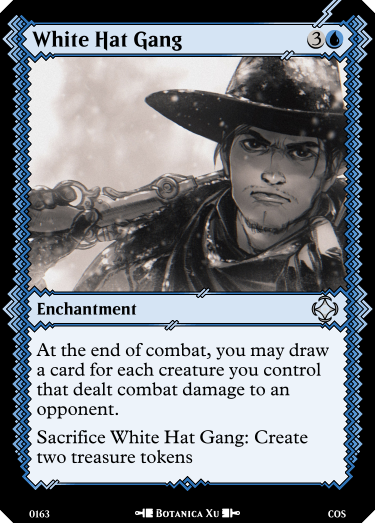 White Hat Gang 3
Enchantment
At the end of combat, you may draw
a card for each creature you control
that dealt combat damage to an
opponent.
Sacrifice White Hat Gang: Create
two treasure tokens
0163 Botanica Xu COS